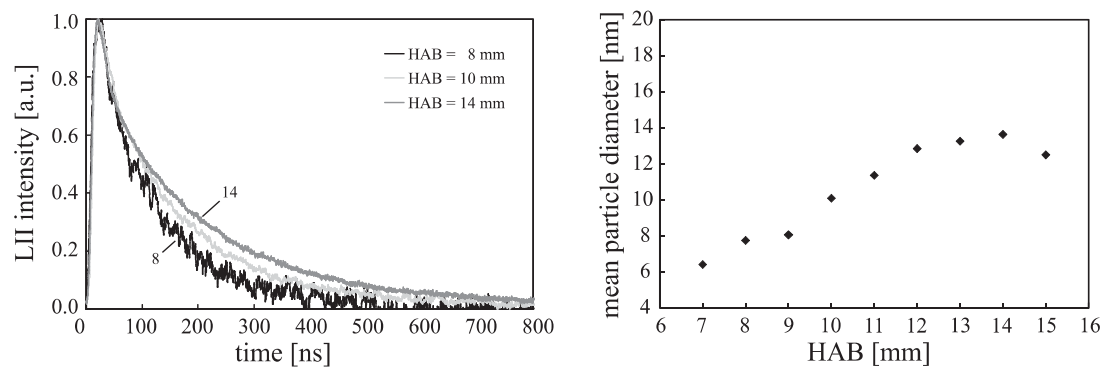 LII intensity [a.u.]
1.0
0.8
0.6
0.4
0.2
0.0
HAB = 8 mm
HAB = 10 mm
HAB = 14 mm
14
8
0 100 200 300 400 500 600 700 800
time [ns]
mean particle diameter [nm]
20
18
16
14
12
10
8
6
4
6 7 8 9 10 11 12 13 14 15 16
HAB [mm]